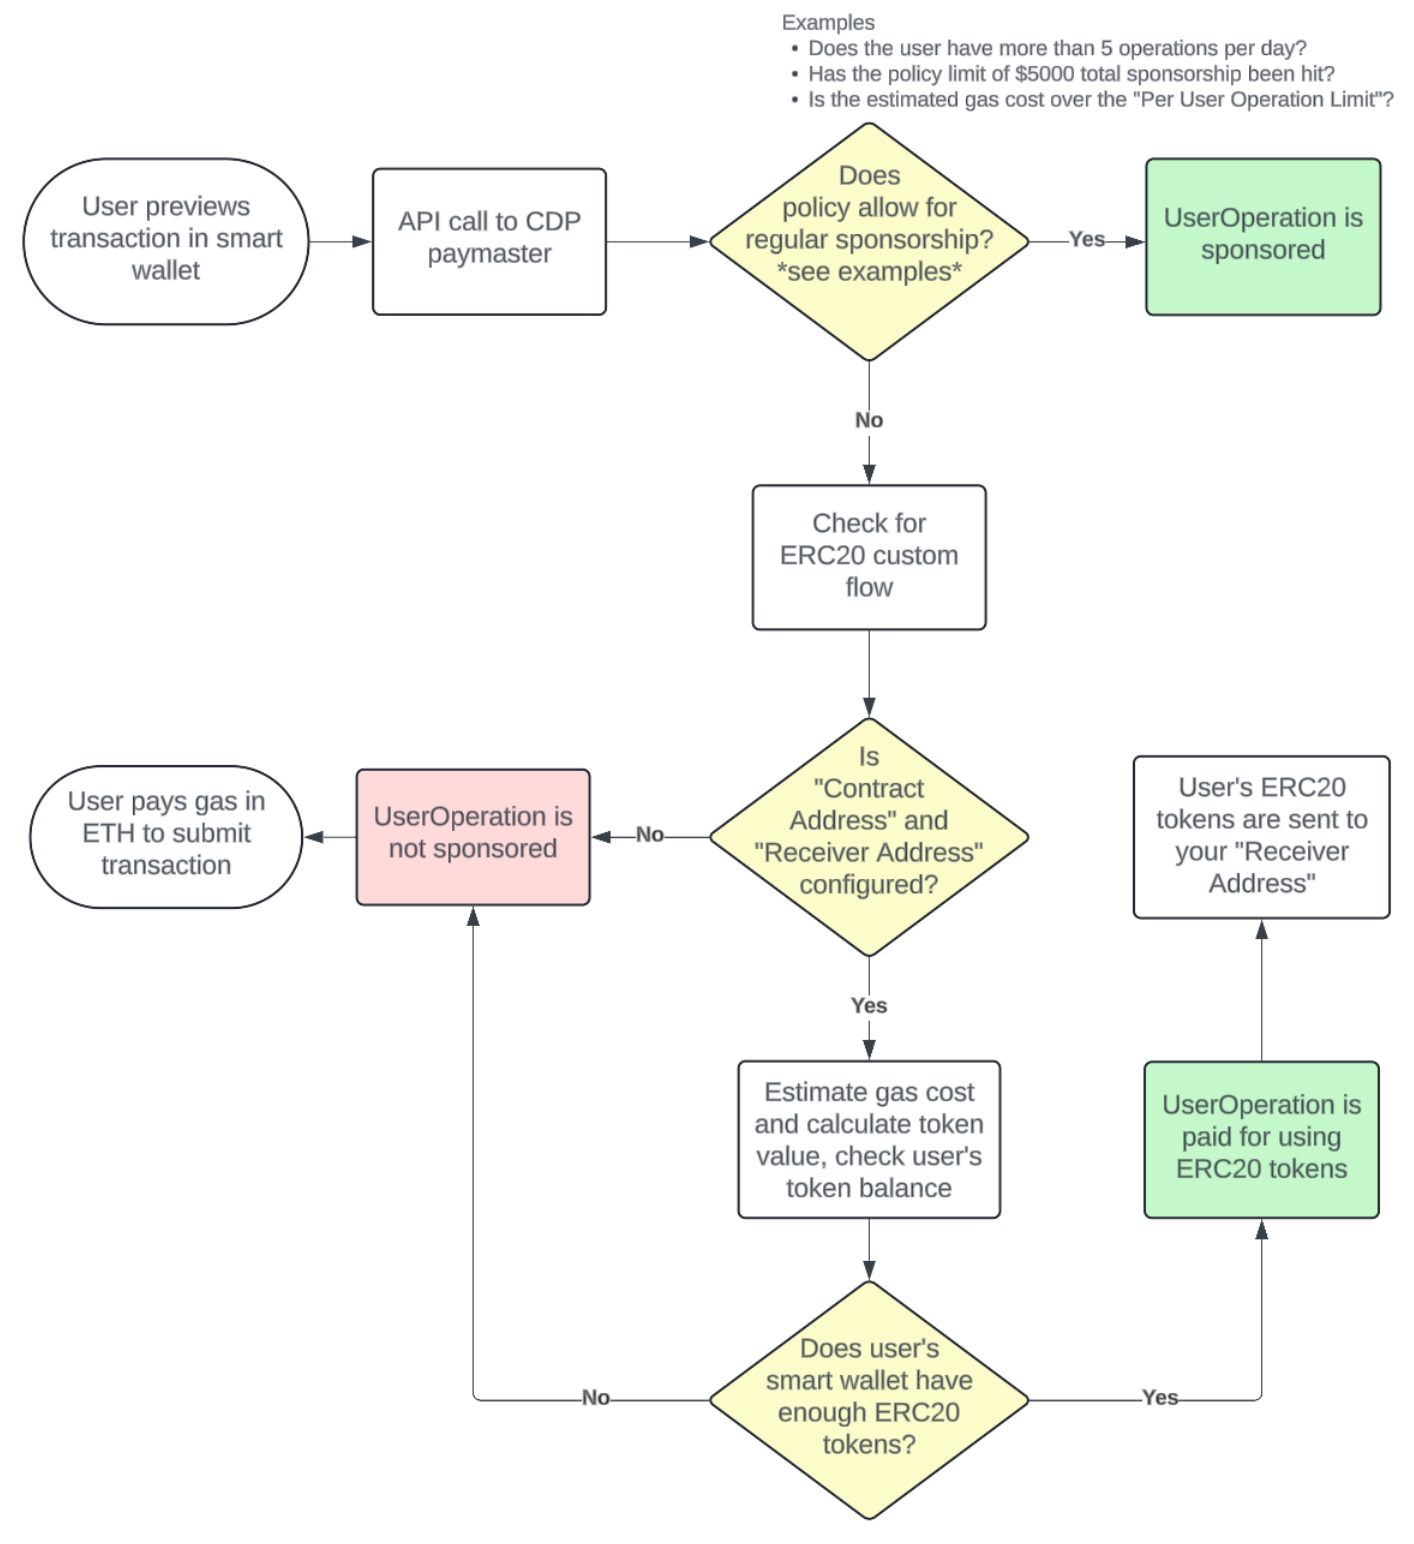 Examples
• Does the user have more than 5 operations per day?
• Has the policy limit of $5000 total sponsorship been hit?
• Is the estimated gas cost over the "Per User Operation Limit"?
User previews
transaction in smart
wallet
API call to CDP
paymaster
Does
policy allow for
regular sponsorship?
*see examples*
Yes
UserOperation is
sponsored
No
Check for
ERC20 custom
flow
Is
"Contract
Address" and
"Receiver Address"
configured?
No
UserOperation is
not sponsored
User pays gas in
ETH to submit
transaction
Yes
Estimate gas cost
and calculate token
value, check user's
token balance
Does user's
smart wallet have
enough ERC20
tokens?
No
Yes
UserOperation is
paid for using
ERC20 tokens
User's ERC20
tokens are sent to
your "Receiver
Address"